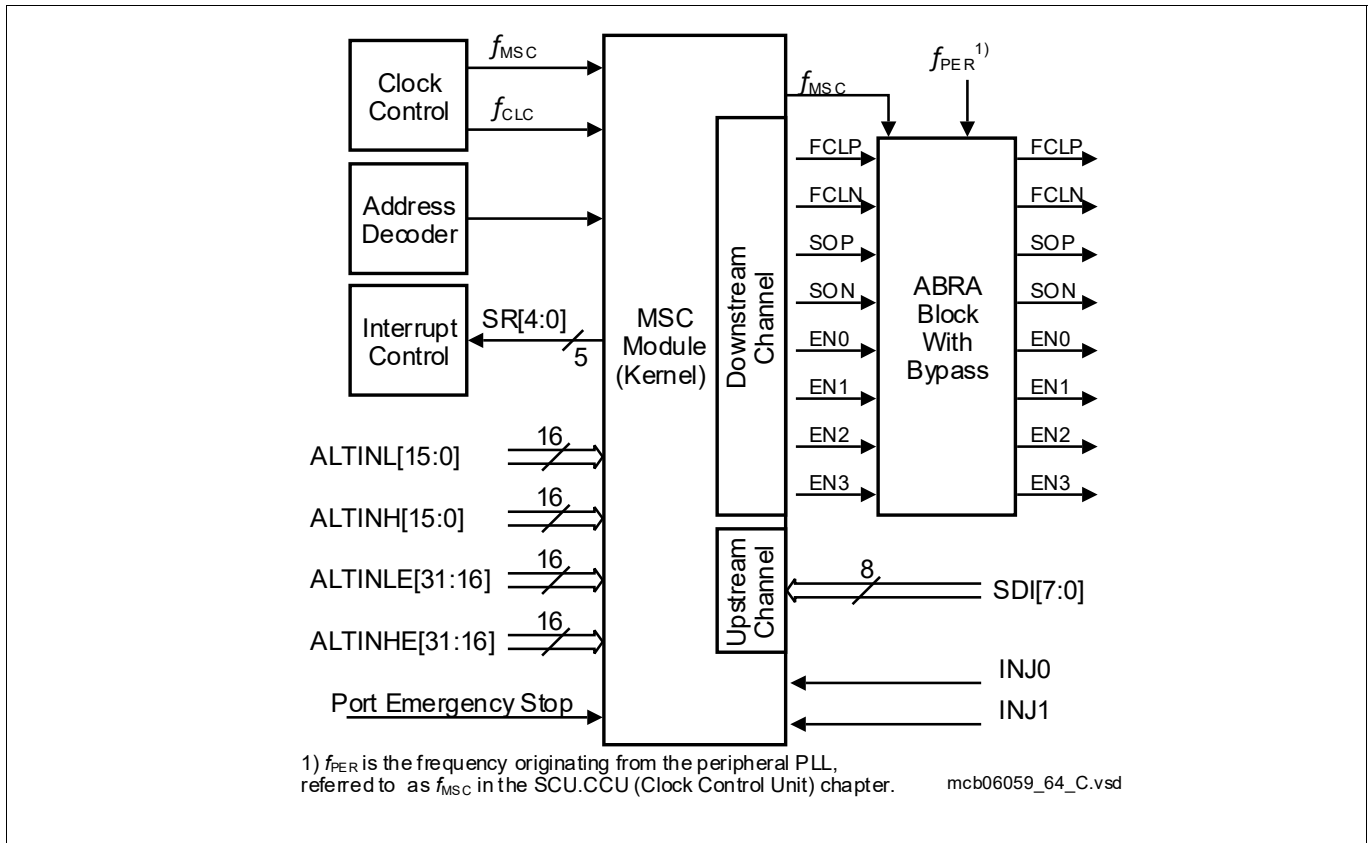 Clock
Control
fMSC
fCLC
Address
Decoder
Interrupt
Control
SR[4:0]
5
ALTINL[15:0]
16
ALTINH[15:0]
16
ALTINLE[31:16]
16
ALTINHE[31:16]
16
Port Emergency Stop
MSC
Module
(Kernel)
Downstream
Channel
Upstream
Channel
fMSC
fPER 1)
FCLP
FCLN
SOP
SON
EN0
EN1
EN2
EN3
ABRA
Block
With
Bypass
FCLP
FCLN
SOP
SON
EN0
EN1
EN2
EN3
8
SDI[7:0]
INJ0
INJ1
1) fPER is the frequency originating from the peripheral PLL,
referred to as fMSC in the SCU.CCU (Clock Control Unit) chapter.
mcb06059_64_C.vsd